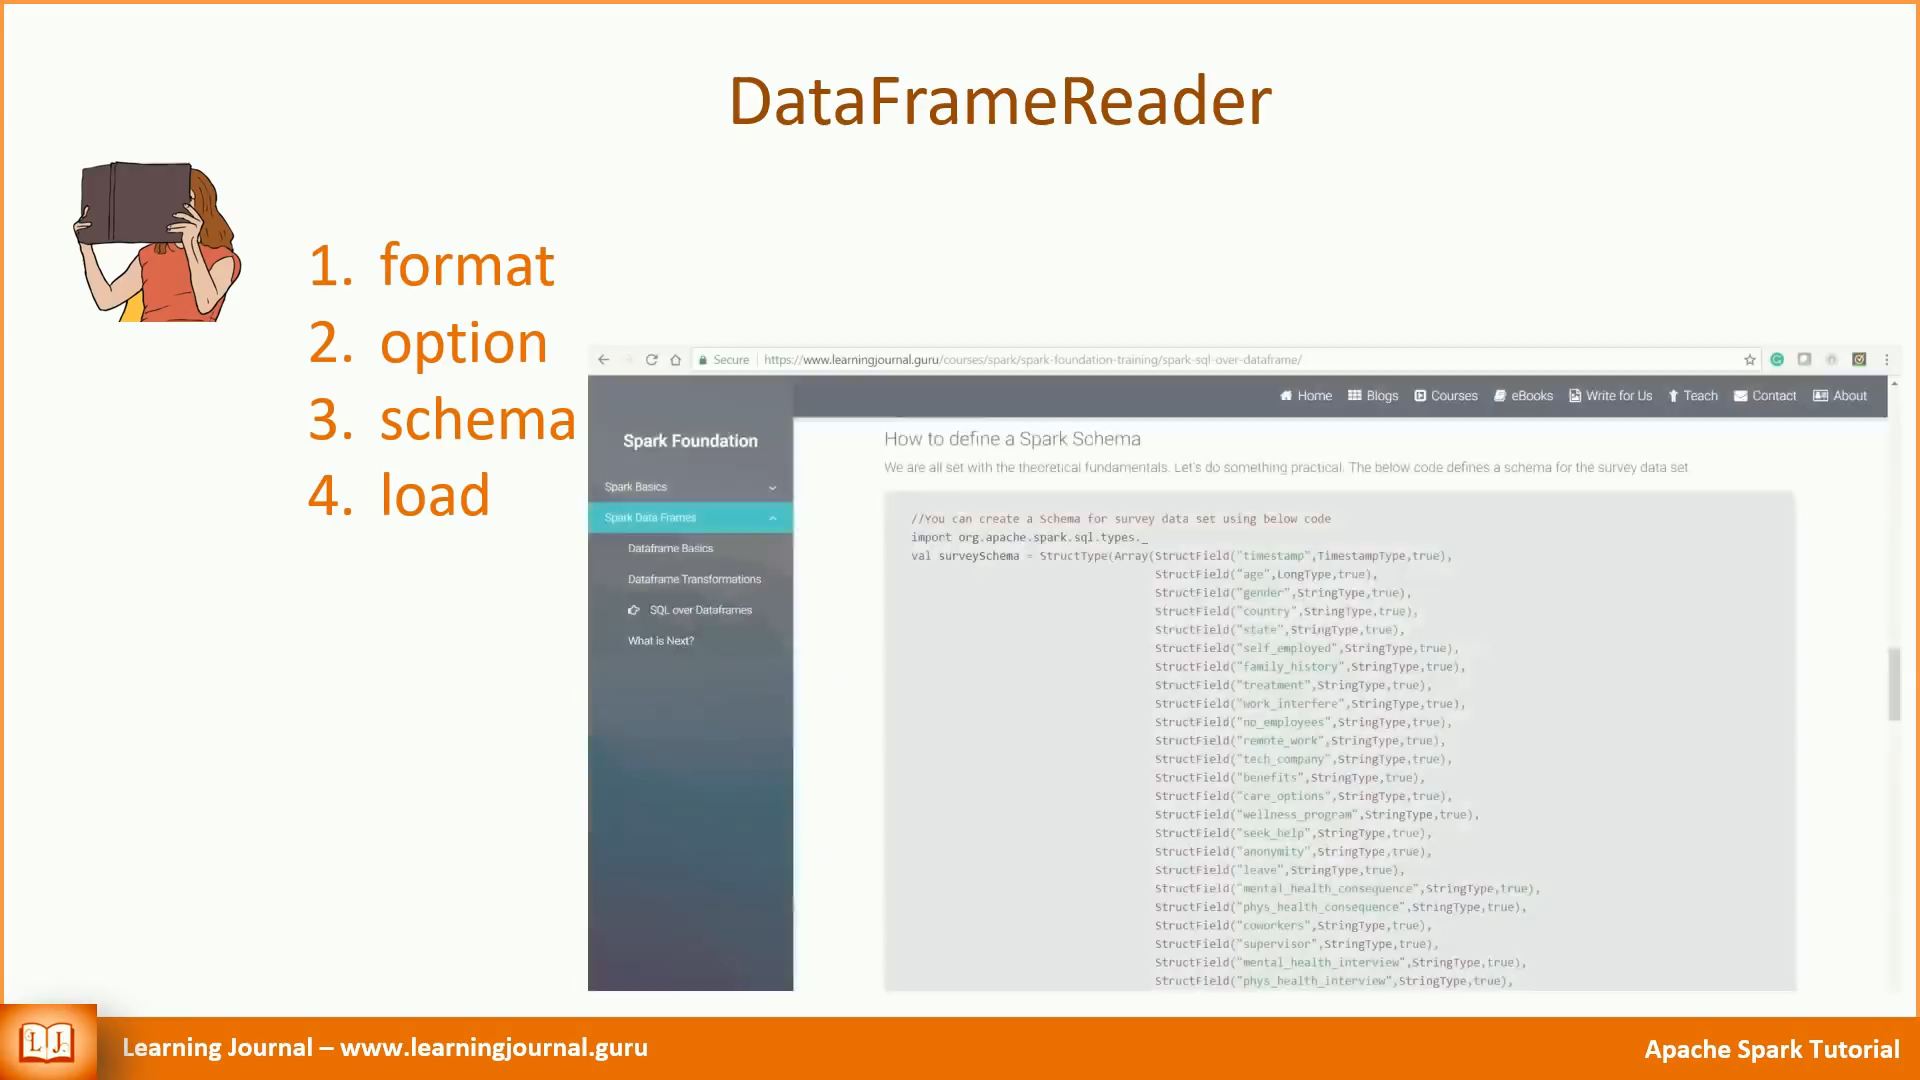 DataFrameReader
1. format
2. option
3. schema
4. load
Secure https://www.learningjournal.guru/courses/spark/spark-foundation-training/spark-sql-over-dataframe/
Home Blogs Courses eBooks Write for Us Teach Contact About
Spark Foundation
Spark Basics
Spark Data Frames
Dataframe Basics
Dataframe Transformations
SQL over Dataframes
What is Next?
How to define a Spark Schema
We are all set with the theoretical fundamentals. Let's do something practical. The below code defines a schema for the survey data set
//You can create a Schema for survey data set using below code
import org.apache.spark.sql.types._
val surveySchema = StructType(Array(StructField("timestamp",TimestampType,true),
StructField("age",LongType,true),
StructField("gender",StringType,true),
StructField("country",StringType,true),
StructField("state",StringType,true),
StructField("self_employed",StringType,true),
StructField("family_history",StringType,true),
StructField("treatment",StringType,true),
StructField("work_interfere",StringType,true),
StructField("no_employees",StringType,true),
StructField("remote_work",StringType,true),
StructField("tech_company",StringType,true),
StructField("benefits",StringType,true),
StructField("care_options",StringType,true),
StructField("wellness_program",StringType,true),
StructField("seek_help",StringType,true),
StructField("anonymity",StringType,true),
StructField("leave",StringType,true),
StructField("mental_health_consequence",StringType,true),
StructField("phys_health_consequence",StringType,true),
StructField("coworkers",StringType,true),
StructField("supervisor",StringType,true),
StructField("mental_health_interview",StringType,true),
StructField("phys_health_interview",StringType,true),
LJ
Learning Journal – www.learningjournal.guru
Apache Spark Tutorial